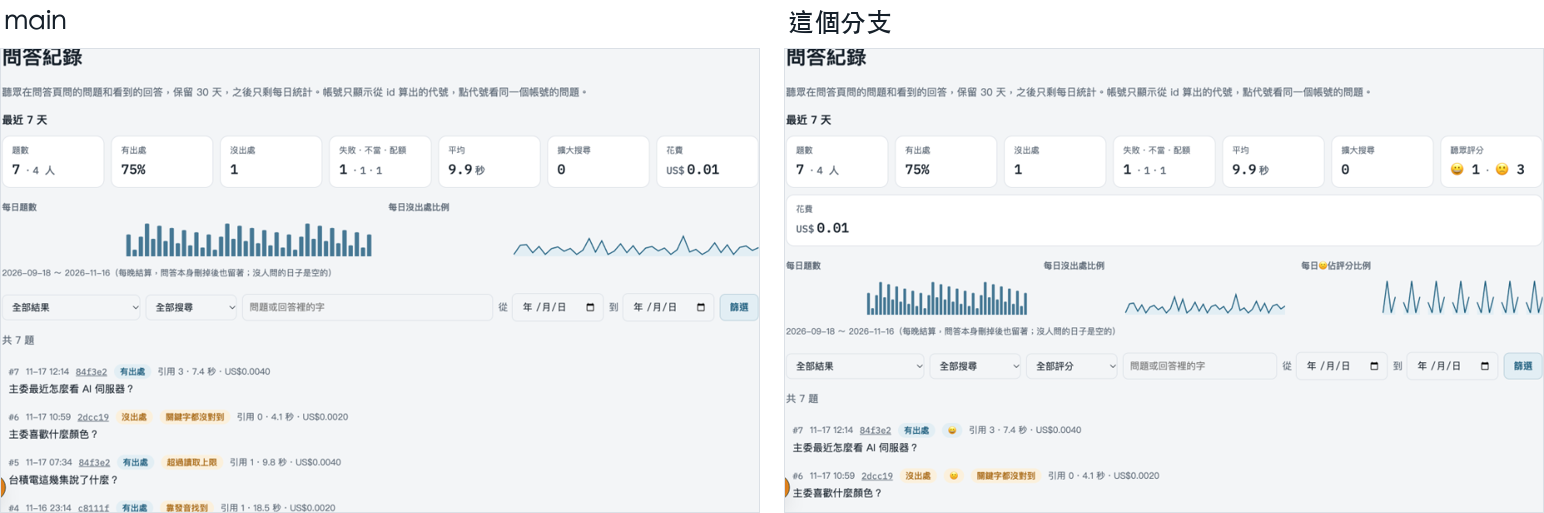 main
問答紀錄
聽眾在問答頁問的問題和看到的回答，保留 30 天，之後只剩每日統計。帳號只顯示從 id 算出的代號，點代號看同一個帳號的問題。
最近 7 天
題數
7 · 4 人
有出處
75%
沒出處
1
失敗 · 不當 · 配額
1 · 1 · 1
平均
9.9 秒
擴大搜尋
0
花費
US$ 0.01
每日題數
每日沒出處比例
2026-09-18 ～ 2026-11-16（每晚結算，問答本身刪掉後也留著；沒人問的日子是空的）
全部結果
全部搜尋
問題或回答裡的字
從
年 /月/日
到
年 /月/日
篩選
共 7 題
#7 11-17 12:14 84f3e2 有出處 引用 3 · 7.4 秒 · US$0.0040
主委最近怎麼看 AI 伺服器？
#6 11-17 10:59 2dcc19 沒出處 關鍵字都沒對到 引用 0 · 4.1 秒 · US$0.0020
主委喜歡什麼顏色？
#5 11-17 07:34 84f3e2 有出處 超過讀取上限 引用 1 · 9.8 秒 · US$0.0040
台積電這幾集說了什麼？
#4 11-16 23:14 c8111f 有出處 靠發音找到 引用 1 · 18.5 秒 · US$0.0020
這個分支
問答紀錄
聽眾在問答頁問的問題和看到的回答，保留 30 天，之後只剩每日統計。帳號只顯示從 id 算出的代號，點代號看同一個帳號的問題。
最近 7 天
題數
7 · 4 人
有出處
75%
沒出處
1
失敗 · 不當 · 配額
1 · 1 · 1
平均
9.9 秒
擴大搜尋
0
聽眾評分
😀 1 · 🙁 3
花費
US$ 0.01
每日題數
每日沒出處比例
每日😀佔評分比例
2026-09-18 ～ 2026-11-16（每晚結算，問答本身刪掉後也留著；沒人問的日子是空的）
全部結果
全部搜尋
全部評分
問題或回答裡的字
從
年 /月/日
到
年 /月/日
篩選
共 7 題
#7 11-17 12:14 84f3e2 有出處 😀 引用 3 · 7.4 秒 · US$0.0040
主委最近怎麼看 AI 伺服器？
#6 11-17 10:59 2dcc19 沒出處 🙁 關鍵字都沒對到 引用 0 · 4.1 秒 · US$0.0020
主委喜歡什麼顏色？